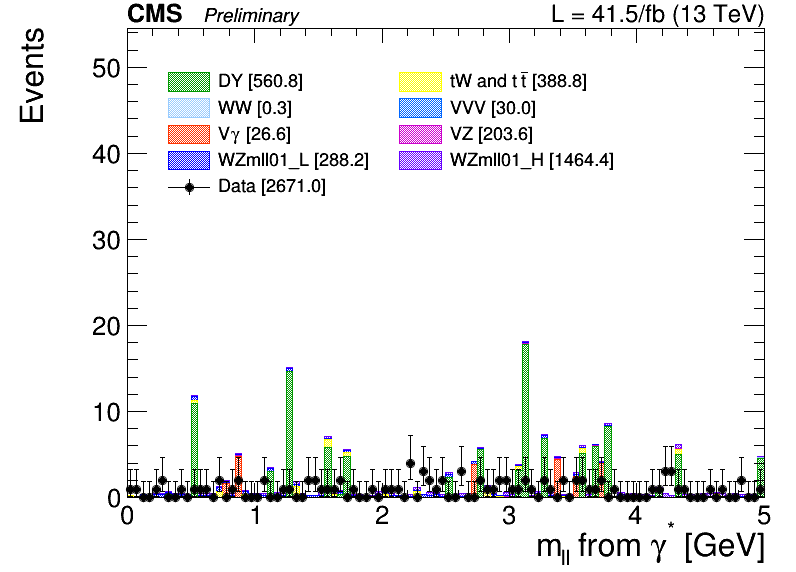 CMS Preliminary L = 41.5/fb (13 TeV)
Events
50
40
30
20
10
0
DY [560.8] tW and t t̅ [388.8]
WW [0.3] VVV [30.0]
Vγ [26.6] VZ [203.6]
WZmll01_L [288.2] WZmll01_H [1464.4]
Data [2671.0]
0 1 2 3 4 5
m_ll from γ* [GeV]